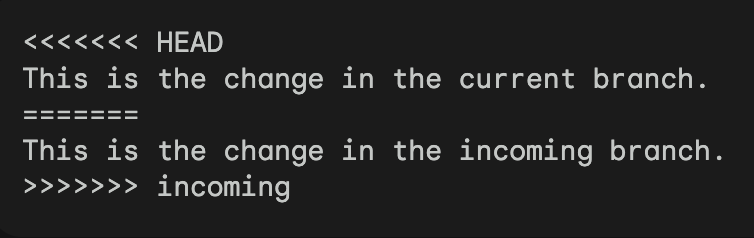 <<<<<<< HEAD
This is the change in the current branch.
=======
This is the change in the incoming branch.
>>>>>>> incoming